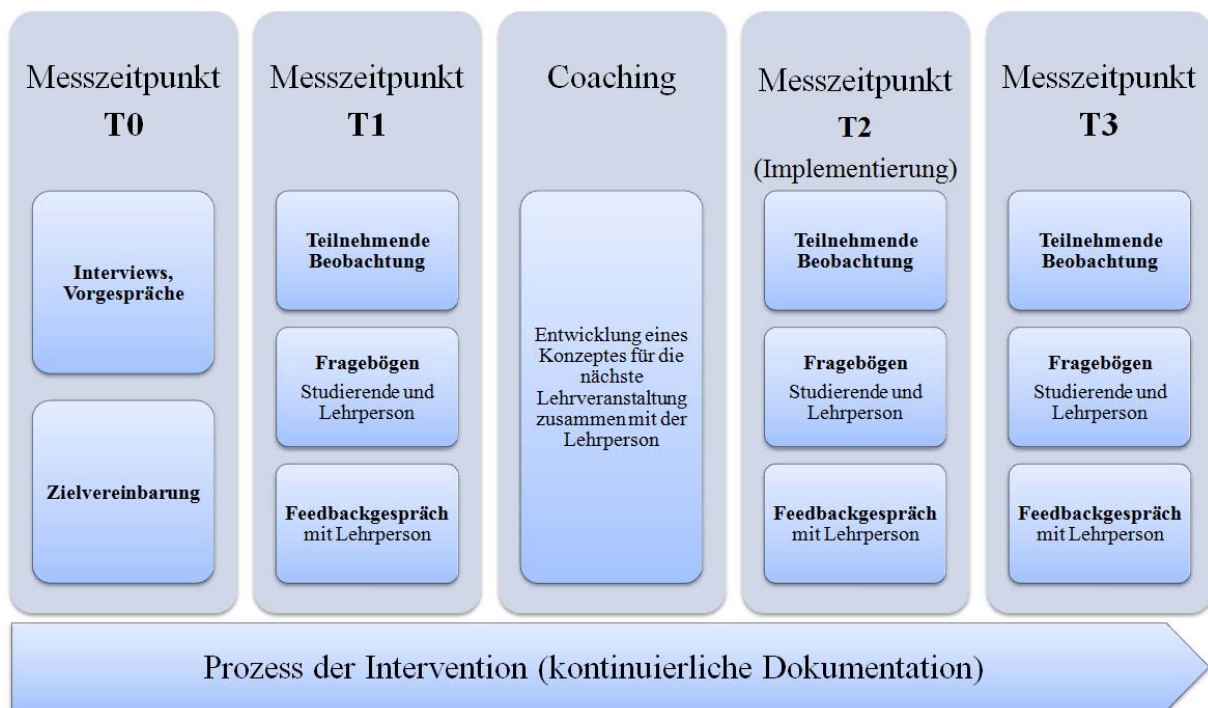 Messzeitpunkt
T0
Interviews,
Vorgespräche
Zielvereinbarung
Messzeitpunkt
T1
Teilnehmende
Beobachtung
Fragebögen
Studierende und
Lehrperson
Feedbackgespräch
mit Lehrperson
Coaching
Entwicklung eines
Konzeptes für die
nächste
Lehrveranstaltung
zusammen mit der
Lehrperson
Messzeitpunkt
T2
(Implementierung)
Teilnehmende
Beobachtung
Fragebögen
Studierende und
Lehrperson
Feedbackgespräch
mit Lehrperson
Messzeitpunkt
T3
Teilnehmende
Beobachtung
Fragebögen
Studierende und
Lehrperson
Feedbackgespräch
mit Lehrperson
Prozess der Intervention (kontinuierliche Dokumentation)